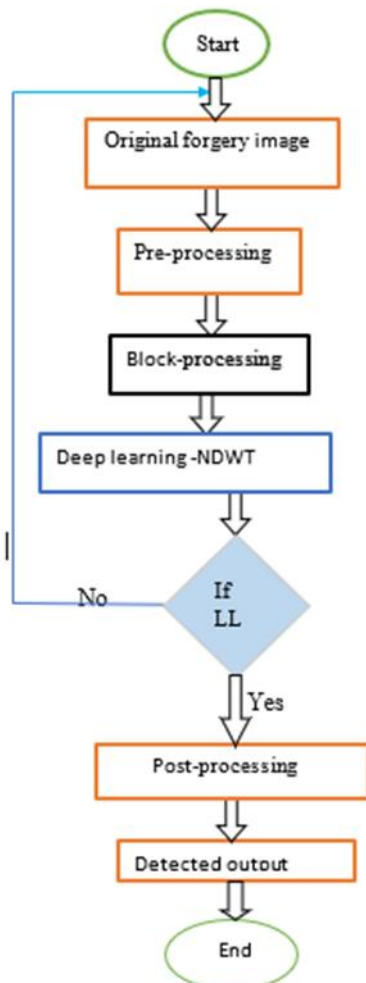 Start
Original forgery image
Pre-processing
Block-processing
Deep learning -NDWT
If
LL
No
Yes
Post-processing
Detected output
End